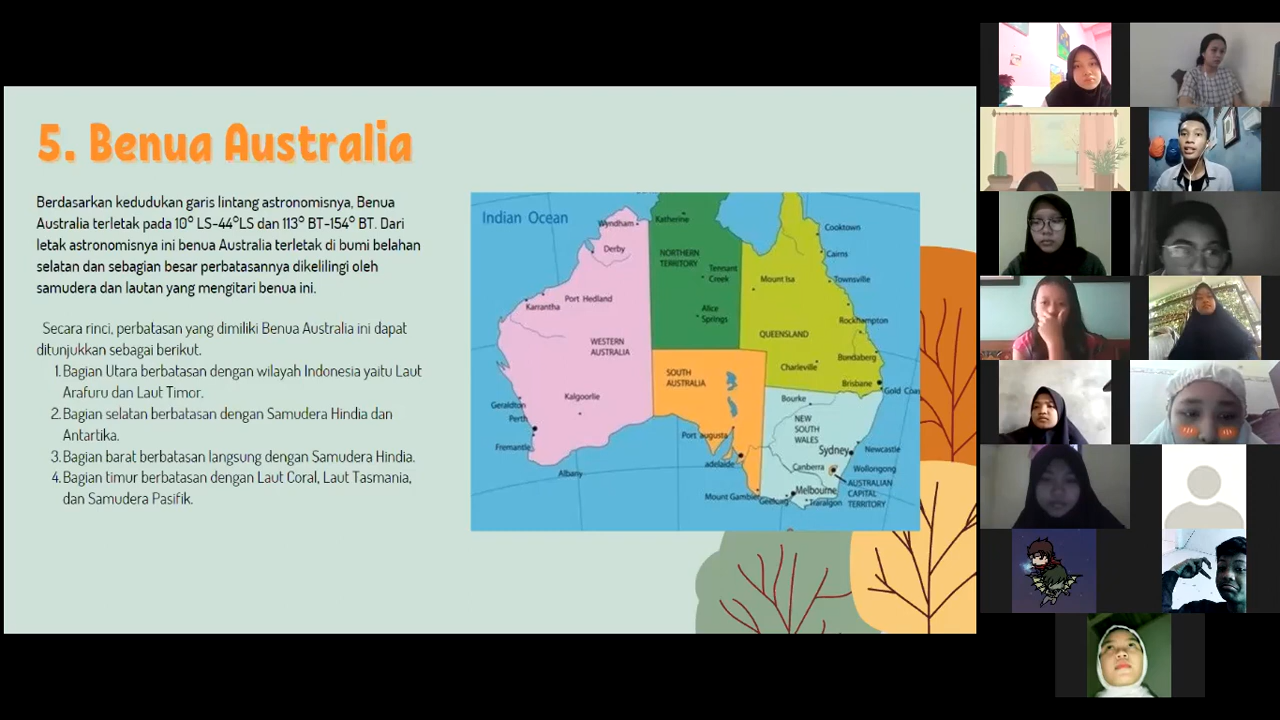 5. Benua Australia
Berdasarkan kedudukan garis lintang astronomisnya, Benua
Australia terletak pada 10° LS-44°LS dan 113° BT-154° BT. Dari
letak astronomisnya ini benua Australia terletak di bumi belahan
selatan dan sebagian besar perbatasannya dikelilingi oleh
samudera dan lautan yang mengitari benua ini.
Secara rinci, perbatasan yang dimiliki Benua Australia ini dapat
ditunjukkan sebagai berikut.
1. Bagian Utara berbatasan dengan wilayah Indonesia yaitu Laut
Arafuru dan Laut Timor.
2. Bagian selatan berbatasan dengan Samudera Hindia dan
Antartika.
3. Bagian barat berbatasan langsung dengan Samudera Hindia.
4. Bagian timur berbatasan dengan Laut Coral, Laut Tasmania,
dan Samudera Pasifik.
Indian Ocean
Wyndham
Katherine
Cooktown
Derby
NORTHERN
TERRITORY
Cairns
Tennant
Creek
Mount Isa
Townsville
Port Hedland
Karrantha
Alice
Springs
Rockhampton
WESTERN
AUSTRALIA
QUEENSLAND
Bondaberg
SOUTH
AUSTRALIA
Charleville
Brisbane
Gold Coas
Kalgoorlie
Bourke
Geraldton
Perth
NEW
SOUTH
WALES
Port augusta
Fremantle
Sydney
Newcastle
adelaide
Canberra
Wollongong
Albany
AUSTRALIAN
CAPITAL
TERRITORY
Mount Gambier
Geelong
Melbourne
Traralgon